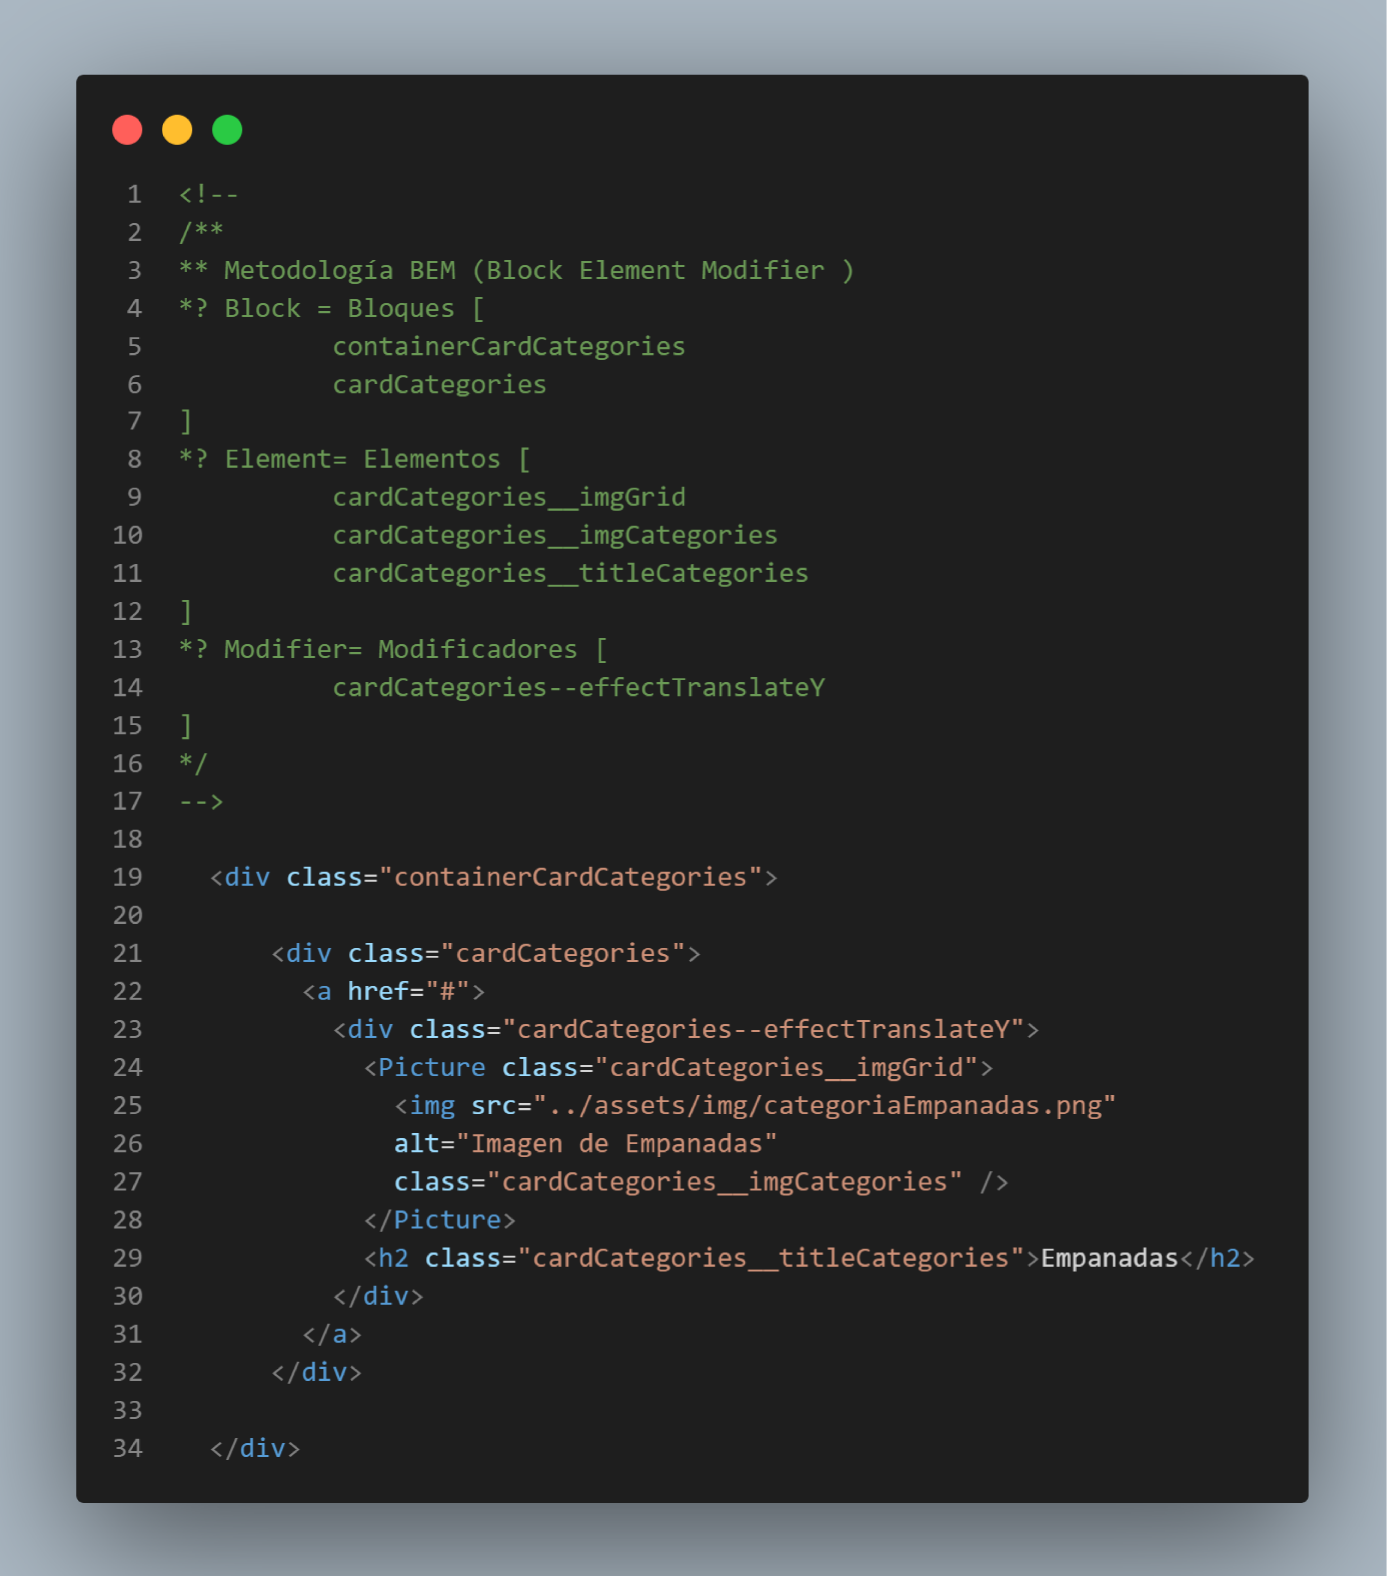 1 <!--
2 /**
3 ** Metodología BEM (Block Element Modifier )
4 *? Block = Bloques [
5           containerCardCategories
6           cardCategories
7 ]
8 *? Element= Elementos [
9           cardCategories__imgGrid
10           cardCategories__imgCategories
11           cardCategories__titleCategories
12 ]
13 *? Modifier= Modificadores [
14           cardCategories--effectTranslateY
15 ]
16 */
17 -->
18
19   <div class="containerCardCategories">
20
21       <div class="cardCategories">
22         <a href="#">
23           <div class="cardCategories--effectTranslateY">
24             <Picture class="cardCategories__imgGrid">
25               <img src="../assets/img/categoriaEmpanadas.png"
26               alt="Imagen de Empanadas"
27               class="cardCategories__imgCategories" />
28             </Picture>
29             <h2 class="cardCategories__titleCategories">Empanadas</h2>
30           </div>
31         </a>
32       </div>
33
34   </div>